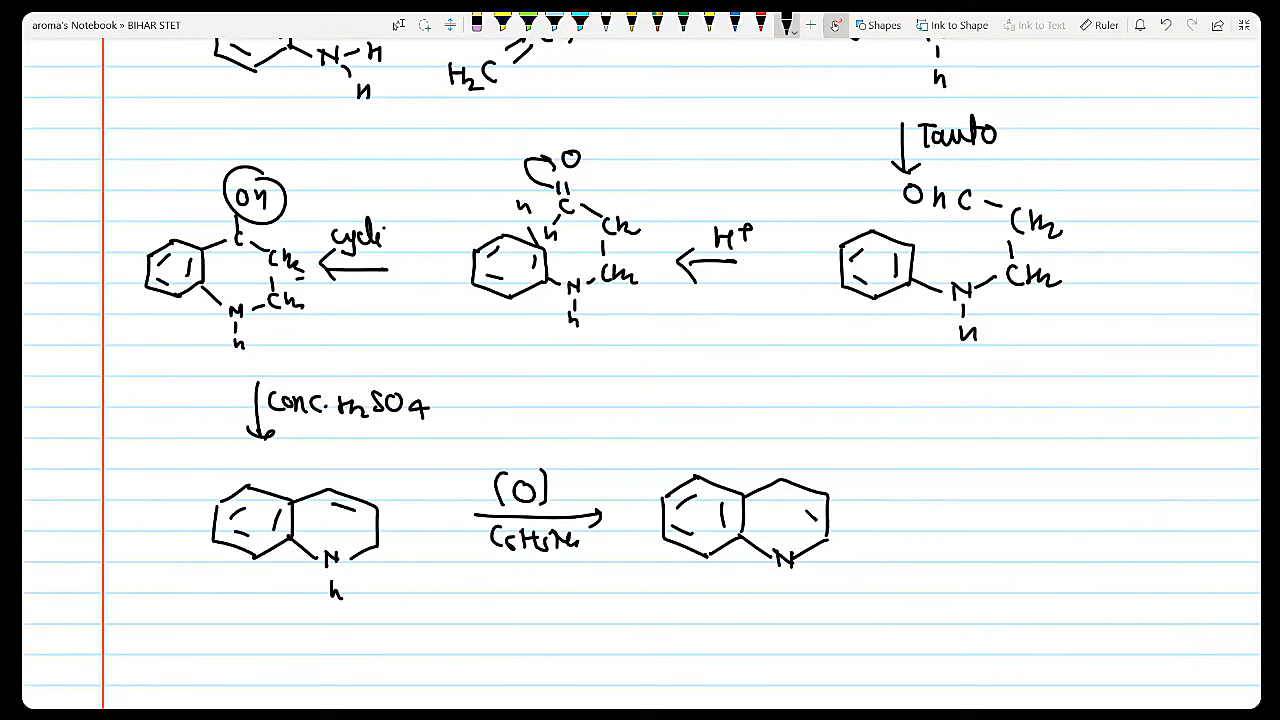 aroma's Notebook » BIHAR STET
Shapes
Ink to Shape
Ink to Text
Ruler
N-H
H
H2C
h
Tauto
OHC
CH2
CH2
N
H
H+
O
C
H
H
CH2
CH2
N
h
cycli
OH
C
CH2
CH2
N
h
Conc. H2SO4
N
h
[O]
N